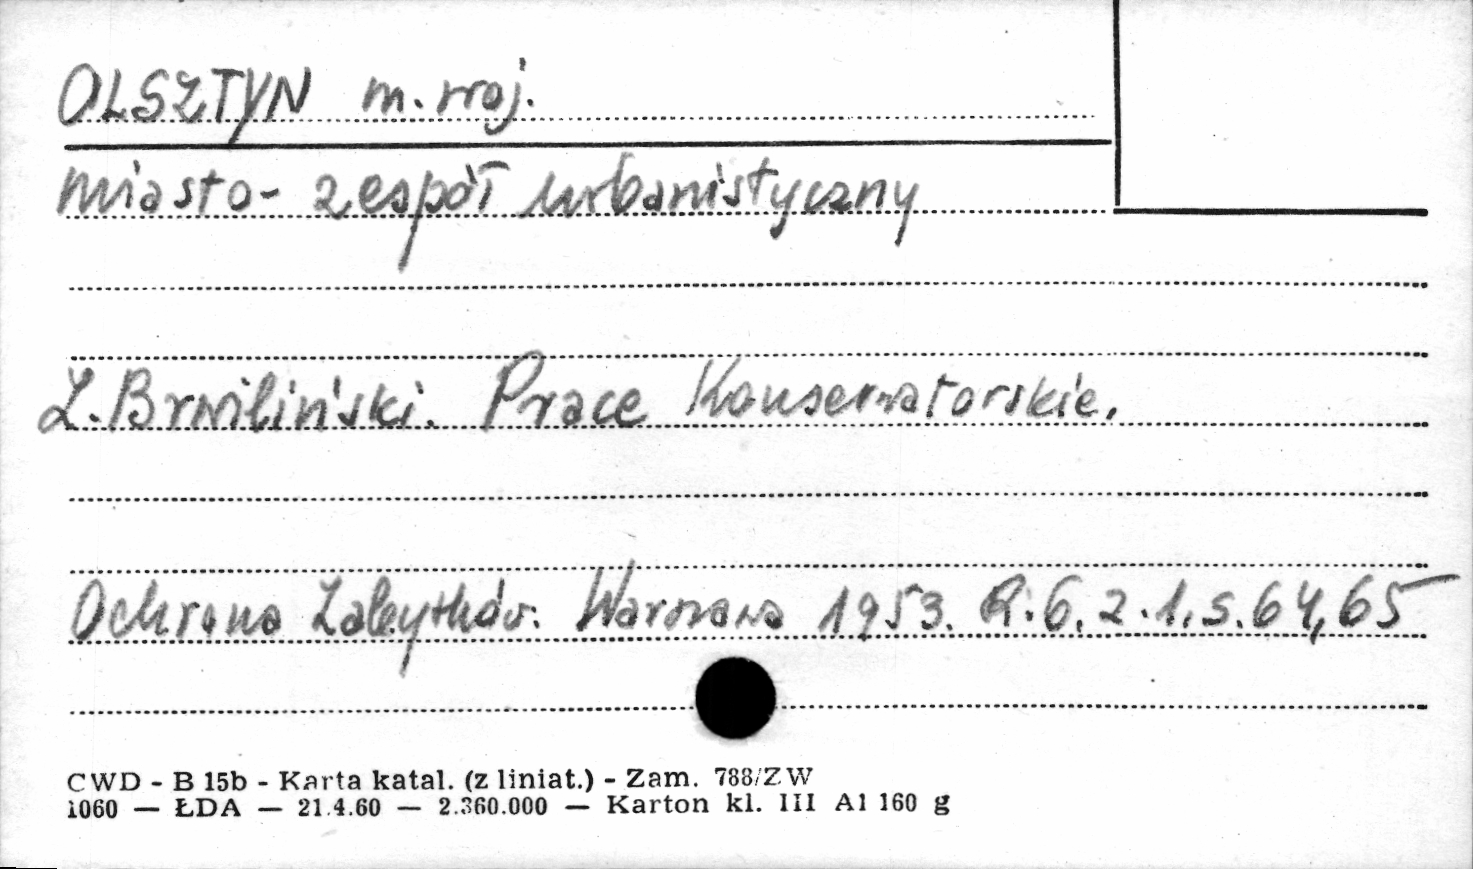 OLSZTYN m. woj.
miasto - zespół urbanistyczny
Z. Brwiliński. Prace Konserwatorskie.
Ochrona Zabytków. Warszawa 1953. R.6, z.1, s.64,65
CWD - B 15b - Karta katal. (z liniat.) - Zam. 788/ZW
1060 — ŁDA — 21.4.60 — 2.360.000 — Karton kl. III A1 160 g